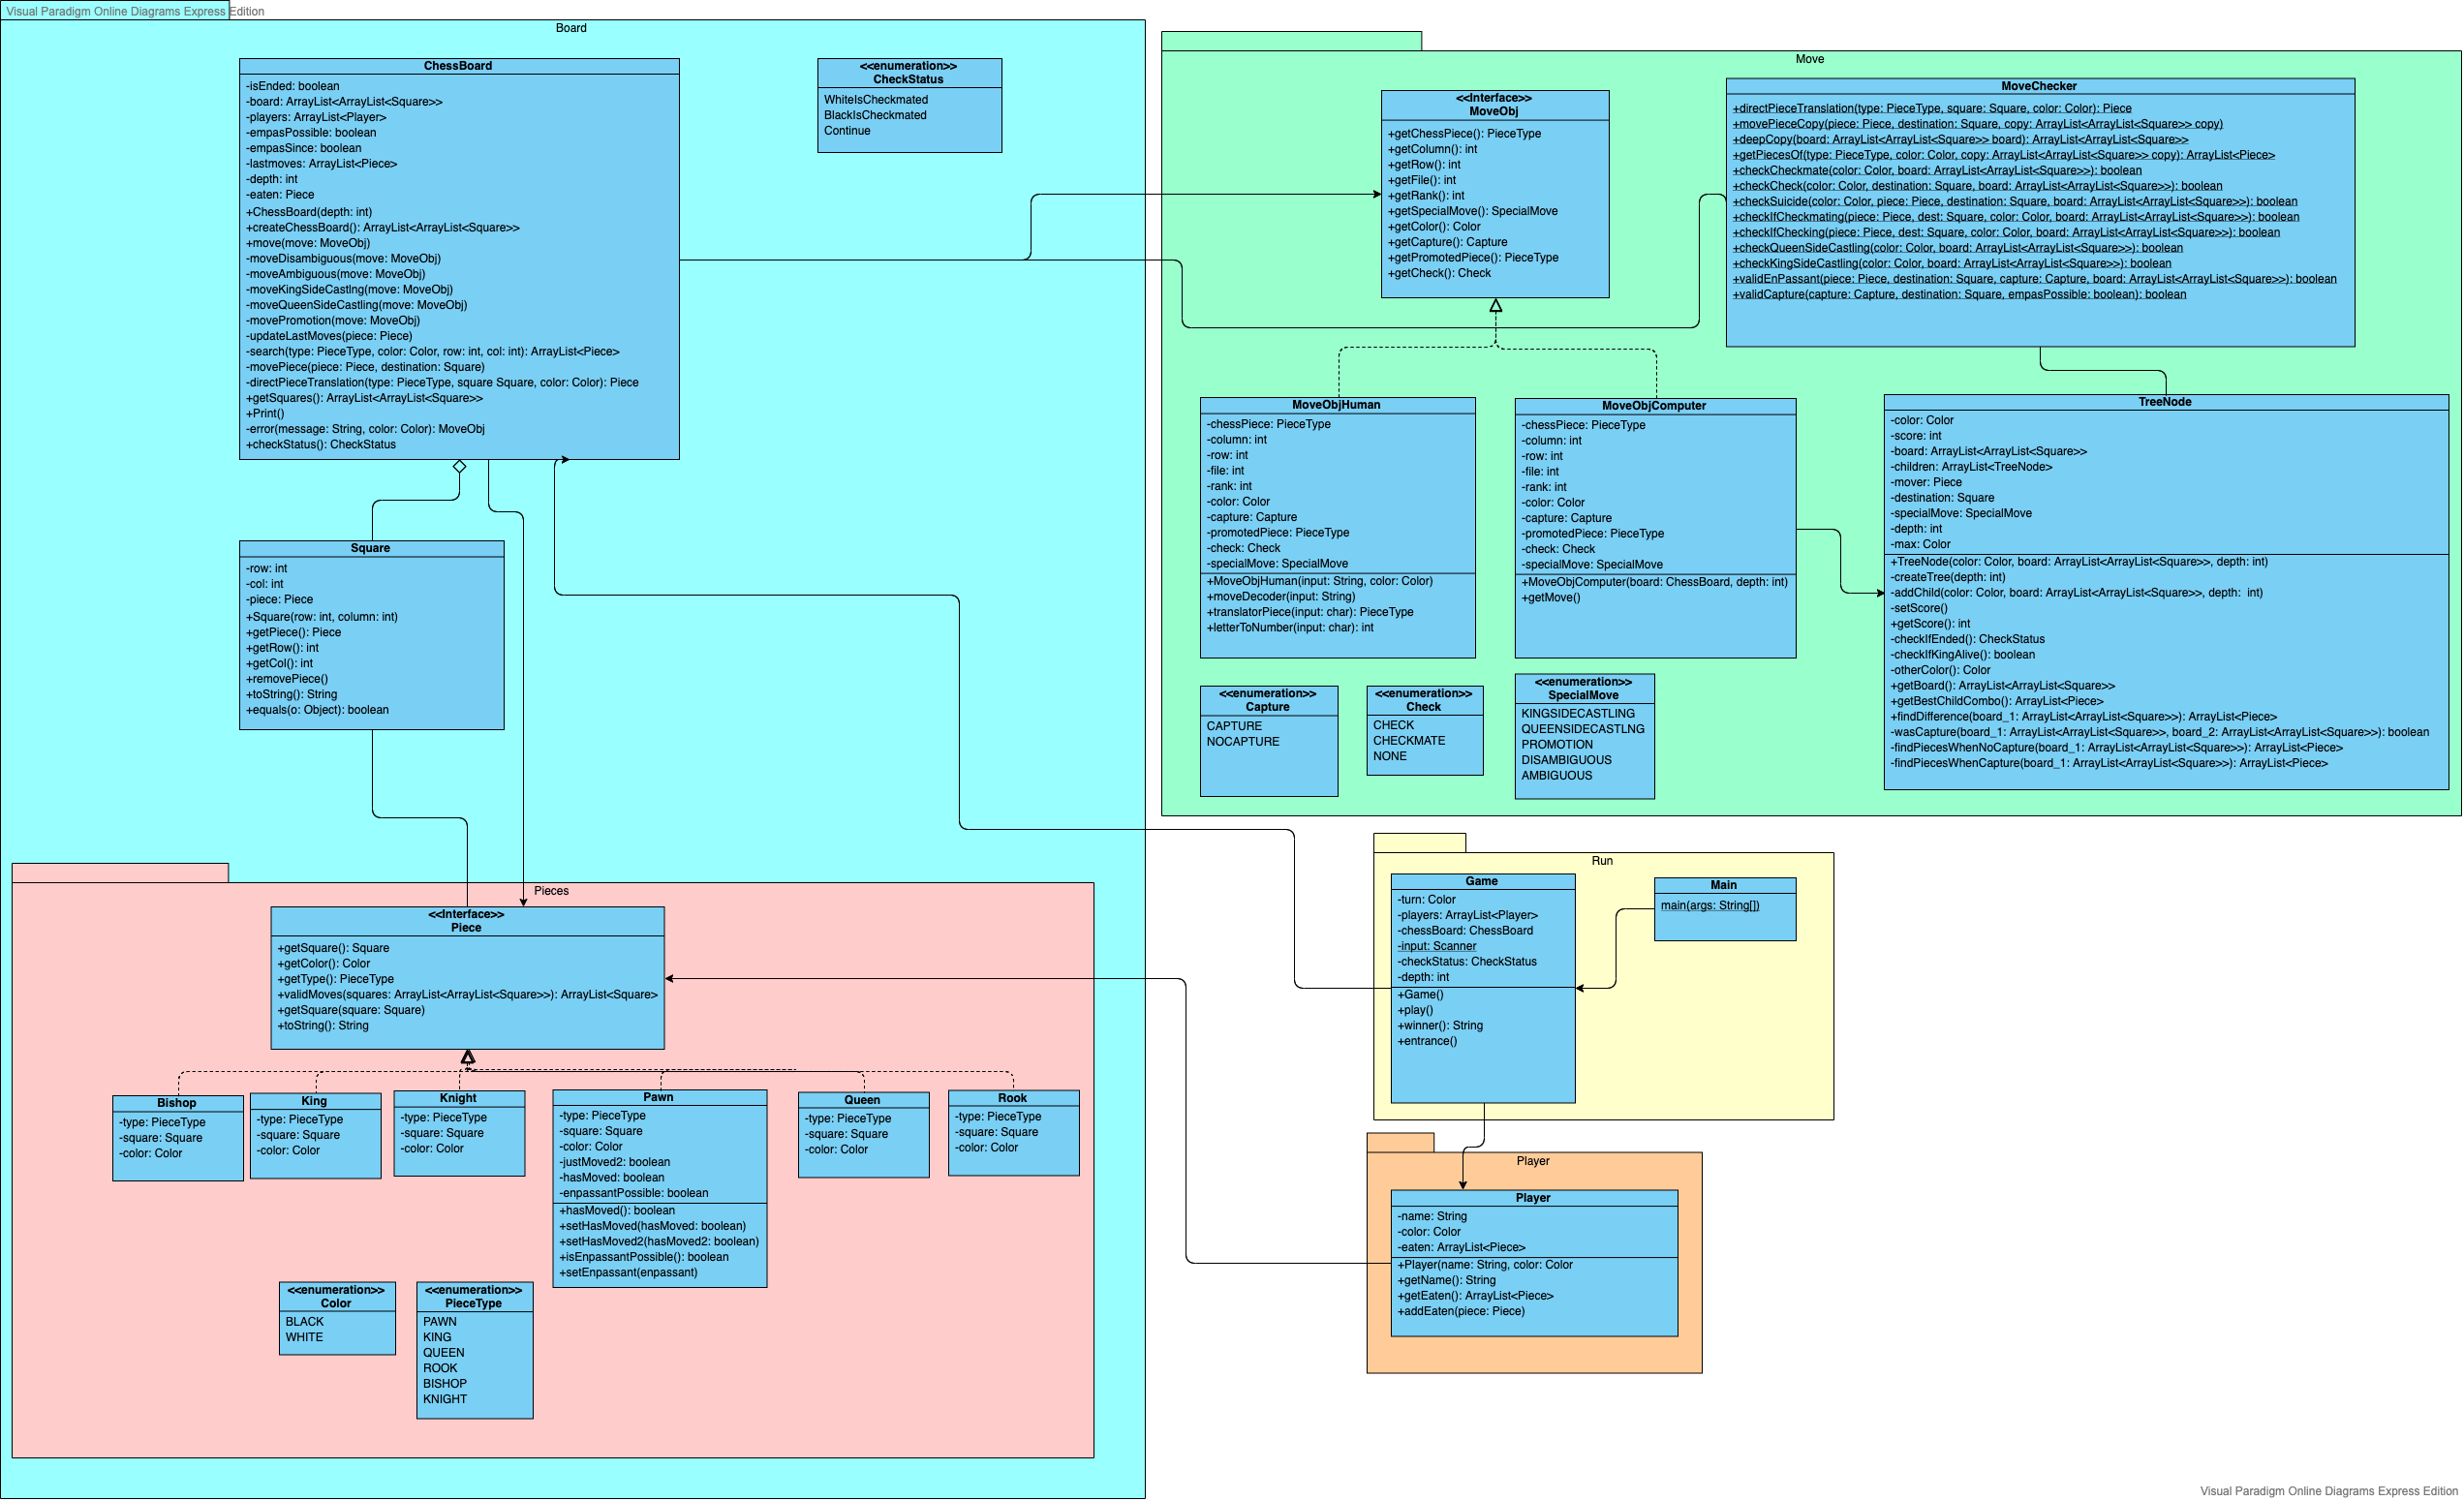 Visual Paradigm Online Diagrams Express Edition
Board
ChessBoard
-isEnded: boolean
-board: ArrayList<ArrayList<Square>>
-players: ArrayList<Player>
-empasPossible: boolean
-empasSince: boolean
-lastmoves: ArrayList<Piece>
-depth: int
-eaten: Piece
+ChessBoard(depth: int)
+createChessBoard(): ArrayList<ArrayList<Square>>
+move(move: MoveObj)
-moveDisambiguous(move: MoveObj)
-moveAmbiguous(move: MoveObj)
-moveKingSideCastlng(move: MoveObj)
-moveQueenSideCastling(move: MoveObj)
-movePromotion(move: MoveObj)
-updateLastMoves(piece: Piece)
-search(type: PieceType, color: Color, row: int, col: int): ArrayList<Piece>
-movePiece(piece: Piece, destination: Square)
-directPieceTranslation(type: PieceType, square Square, color: Color): Piece
+getSquares(): ArrayList<ArrayList<Square>>
+Print()
-error(message: String, color: Color): MoveObj
+checkStatus(): CheckStatus
<<enumeration>>
CheckStatus
WhiteIsCheckmated
BlackIsCheckmated
Continue
Square
-row: int
-col: int
-piece: Piece
+Square(row: int, column: int)
+getPiece(): Piece
+getRow(): int
+getCol(): int
+removePiece()
+toString(): String
+equals(o: Object): boolean
Pieces
<<Interface>>
Piece
+getSquare(): Square
+getColor(): Color
+getType(): PieceType
+validMoves(squares: ArrayList<ArrayList<Square>>): ArrayList<Square>
+getSquare(square: Square)
+toString(): String
Bishop
-type: PieceType
-square: Square
-color: Color
King
-type: PieceType
-square: Square
-color: Color
Knight
-type: PieceType
-square: Square
-color: Color
Pawn
-type: PieceType
-square: Square
-color: Color
-justMoved2: boolean
-hasMoved: boolean
-enpassantPossible: boolean
+hasMoved(): boolean
+setHasMoved(hasMoved: boolean)
+setHasMoved2(hasMoved2: boolean)
+isEnpassantPossible(): boolean
+setEnpassant(enpassant)
Queen
-type: PieceType
-square: Square
-color: Color
Rook
-type: PieceType
-square: Square
-color: Color
<<enumeration>>
Color
BLACK
WHITE
<<enumeration>>
PieceType
PAWN
KING
QUEEN
ROOK
BISHOP
KNIGHT
Move
<<Interface>>
MoveObj
+getChessPiece(): PieceType
+getColumn(): int
+getRow(): int
+getFile(): int
+getRank(): int
+getSpecialMove(): SpecialMove
+getColor(): Color
+getCapture(): Capture
+getPromotedPiece(): PieceType
+getCheck(): Check
MoveChecker
+directPieceTranslation(type: PieceType, square: Square, color: Color): Piece
+movePieceCopy(piece: Piece, destination: Square, copy: ArrayList<ArrayList<Square>> copy)
+deepCopy(board: ArrayList<ArrayList<Square>> board): ArrayList<ArrayList<Square>>
+getPiecesOf(type: PieceType, color: Color, copy: ArrayList<ArrayList<Square>> copy): ArrayList<Piece>
+checkCheckmate(color: Color, board: ArrayList<ArrayList<Square>>): boolean
+checkCheck(color: Color, destination: Square, board: ArrayList<ArrayList<Square>>): boolean
+checkSuicide(color: Color, piece: Piece, destination: Square, board: ArrayList<ArrayList<Square>>): boolean
+checkIfCheckmating(piece: Piece, dest: Square, color: Color, board: ArrayList<ArrayList<Square>>): boolean
+checkIfChecking(piece: Piece, dest: Square, color: Color, board: ArrayList<ArrayList<Square>>): boolean
+checkQueenSideCastling(color: Color, board: ArrayList<ArrayList<Square>>): boolean
+checkKingSideCastling(color: Color, board: ArrayList<ArrayList<Square>>): boolean
+validEnPassant(piece: Piece, destination: Square, capture: Capture, board: ArrayList<ArrayList<Square>>): boolean
+validCapture(capture: Capture, destination: Square, empasPossible: boolean): boolean
MoveObjHuman
-chessPiece: PieceType
-column: int
-row: int
-file: int
-rank: int
-color: Color
-capture: Capture
-promotedPiece: PieceType
-check: Check
-specialMove: SpecialMove
+MoveObjHuman(input: String, color: Color)
+moveDecoder(input: String)
+translatorPiece(input: char): PieceType
+letterToNumber(input: char): int
MoveObjComputer
-chessPiece: PieceType
-column: int
-row: int
-file: int
-rank: int
-color: Color
-capture: Capture
-promotedPiece: PieceType
-check: Check
-specialMove: SpecialMove
+MoveObjComputer(board: ChessBoard, depth: int)
+getMove()
TreeNode
-color: Color
-score: int
-board: ArrayList<ArrayList<Square>>
-children: ArrayList<TreeNode>
-mover: Piece
-destination: Square
-specialMove: SpecialMove
-depth: int
-max: Color
+TreeNode(color: Color, board: ArrayList<ArrayList<Square>>, depth: int)
-createTree(depth: int)
-addChild(color: Color, board: ArrayList<ArrayList<Square>>, depth:  int)
-setScore()
+getScore(): int
-checkIfEnded(): CheckStatus
-checkIfKingAlive(): boolean
-otherColor(): Color
+getBoard(): ArrayList<ArrayList<Square>>
+getBestChildCombo(): ArrayList<Piece>
+findDifference(board_1: ArrayList<ArrayList<Square>>): ArrayList<Piece>
-wasCapture(board_1: ArrayList<ArrayList<Square>>, board_2: ArrayList<ArrayList<Square>>): boolean
-findPiecesWhenNoCapture(board_1: ArrayList<ArrayList<Square>>): ArrayList<Piece>
-findPiecesWhenCapture(board_1: ArrayList<ArrayList<Square>>): ArrayList<Piece>
<<enumeration>>
Capture
CAPTURE
NOCAPTURE
<<enumeration>>
Check
CHECK
CHECKMATE
NONE
<<enumeration>>
SpecialMove
KINGSIDECASTLING
QUEENSIDECASTLNG
PROMOTION
DISAMBIGUOUS
AMBIGUOUS
Run
Game
-turn: Color
-players: ArrayList<Player>
-chessBoard: ChessBoard
-input: Scanner
-checkStatus: CheckStatus
-depth: int
+Game()
+play()
+winner(): String
+entrance()
Main
main(args: String[])
Player
Player
-name: String
-color: Color
-eaten: ArrayList<Piece>
+Player(name: String, color: Color
+getName(): String
+getEaten(): ArrayList<Piece>
+addEaten(piece: Piece)
Visual Paradigm Online Diagrams Express Edition